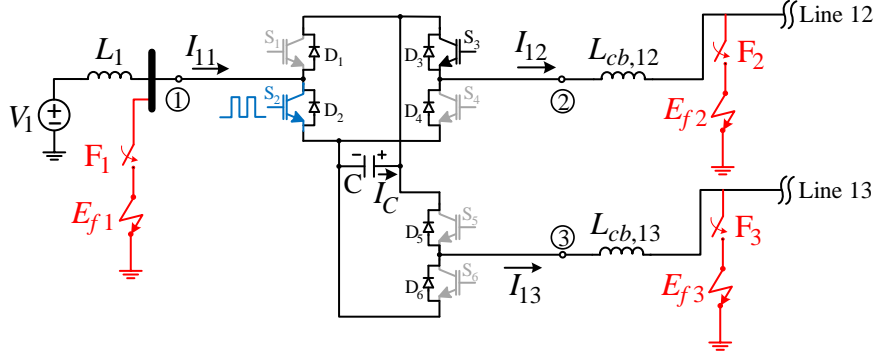 S1 D1 D3 S3 Line 12
L1 I11 I12 Lcb,12 F2
V1 1 S2 D2 D4 S4 2 Ef2
F1 − + C IC
Line 13
Ef1 D5 S5 3 Lcb,13 F3
D6 S6 I13 Ef3